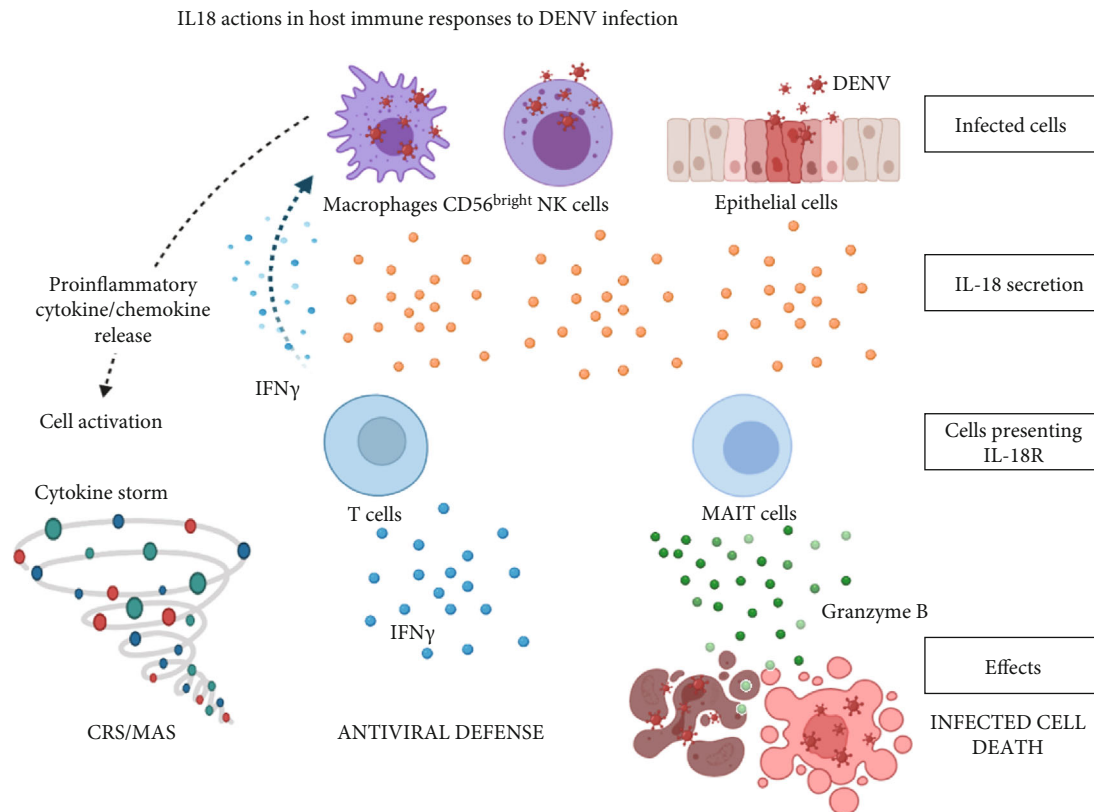 IL18 actions in host immune responses to DENV infection
DENV
Infected cells
Macrophages CD56bright NK cells
Epithelial cells
Proinflammatory
cytokine/chemokine
release
IL-18 secretion
IFNγ
Cell activation
Cells presenting
IL-18R
Cytokine storm
T cells
MAIT cells
IFNγ
Granzyme B
Effects
CRS/MAS
ANTIVIRAL DEFENSE
INFECTED CELL
DEATH